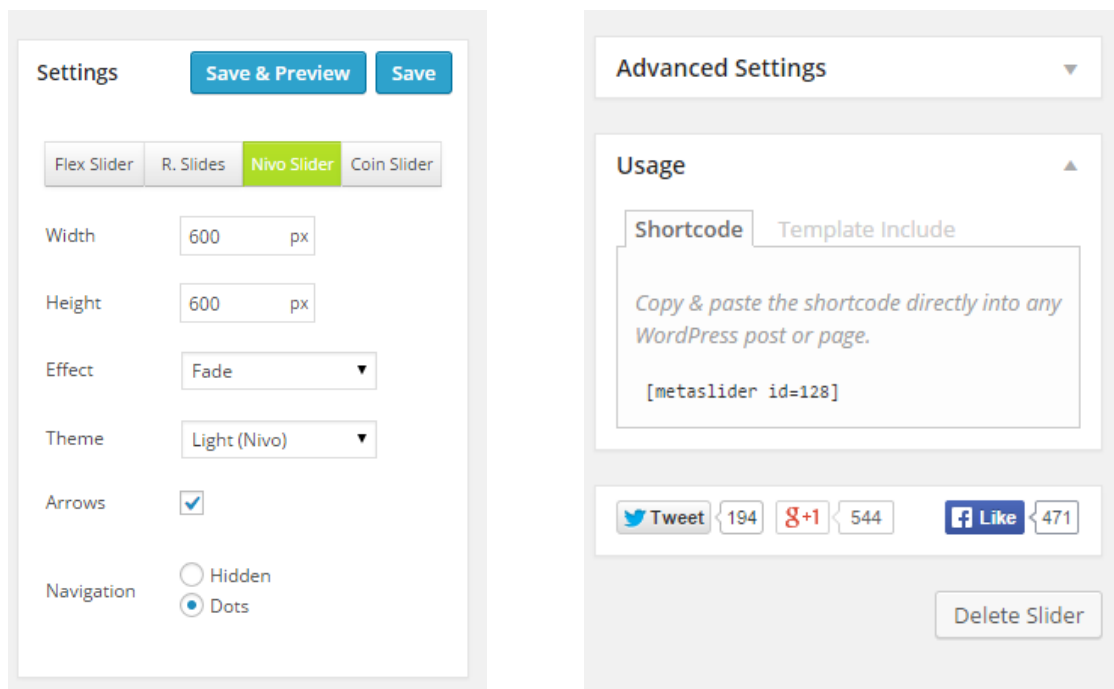 Settings
Save & Preview
Save
Flex Slider
R. Slides
Nivo Slider
Coin Slider
Width
600 px
Height
600 px
Effect
Fade
Theme
Light (Nivo)
Arrows
Navigation
Hidden
Dots
Advanced Settings
Usage
Shortcode
Template Include
Copy & paste the shortcode directly into any
WordPress post or page.
[metaslider id=128]
Tweet
194
g+1
544
Like
471
Delete Slider